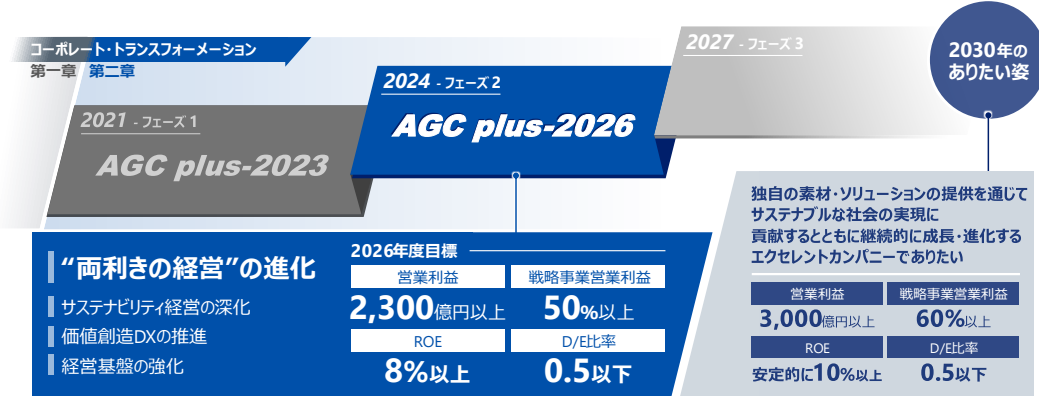 コーポレート・トランスフォーメーション
第一章 第二章
2021 - フェーズ 1
AGC plus-2023
2024 - フェーズ 2
AGC plus-2026
2027 - フェーズ 3
2030年の
ありたい姿
“両利きの経営”の進化
サステナビリティ経営の深化
価値創造DXの推進
経営基盤の強化
2026年度目標
営業利益
2,300億円以上
戦略事業営業利益
50%以上
ROE
8%以上
D/E比率
0.5以下
独自の素材・ソリューションの提供を通じて
サステナブルな社会の実現に
貢献するとともに継続的に成長・進化する
エクセレントカンパニーでありたい
営業利益
3,000億円以上
戦略事業営業利益
60%以上
ROE
安定的に10%以上
D/E比率
0.5以下